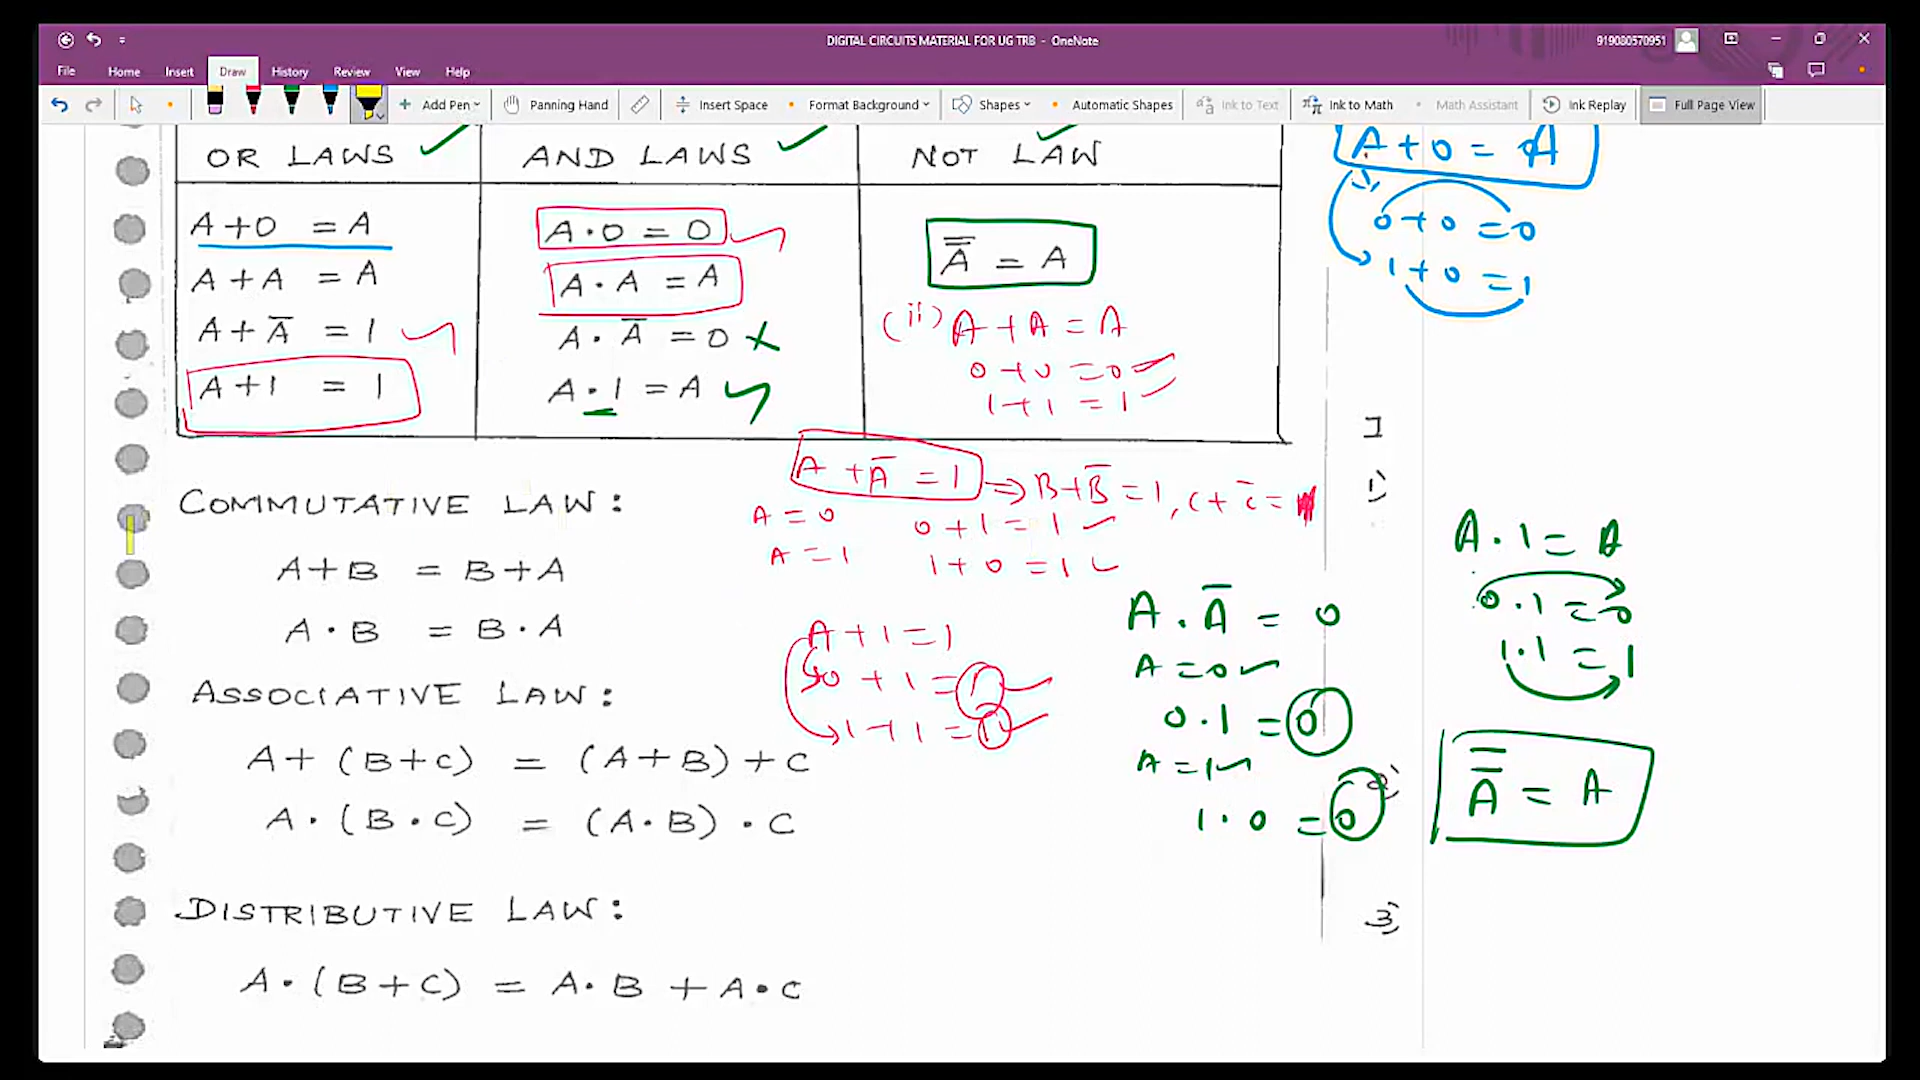 DIGITAL CIRCUITS MATERIAL FOR UG TRB - OneNote
919080570951
File Home Insert Draw History Review View Help
Add Pen Panning Hand Insert Space Format Background Shapes Automatic Shapes Ink to Text Ink to Math Math Assistant Ink Replay Full Page View
OR LAWS
AND LAWS
NOT LAW
A+0 = A
A+A = A
A+A̅ = 1
A+1 = 1
A·0 = 0
A·A = A
A·A̅ = 0
A·1 = A
A̿ = A
(ii) A+A = A
0+0 = 0
1+1 = 1
A+0 = A
0+0 = 0
1+0 = 1
I
1)
A+A̅ = 1 → B+B̅ = 1, C+C̅ =
A = 0 0+1 = 1
A = 1 1+0 = 1
COMMUTATIVE LAW:
A+B = B+A
A·B = B·A
A+1 = 1
0+1 = 1
1+1 = 1
A·A̅ = 0
A = 0
0·1 = 0
A = 1
1·0 = 0
A·1 = A
0·1 = 0
1·1 = 1
A̿ = A
ASSOCIATIVE LAW:
A+(B+C) = (A+B)+C
A·(B·C) = (A·B)·C
3)
DISTRIBUTIVE LAW:
A·(B+C) = A·B + A·C